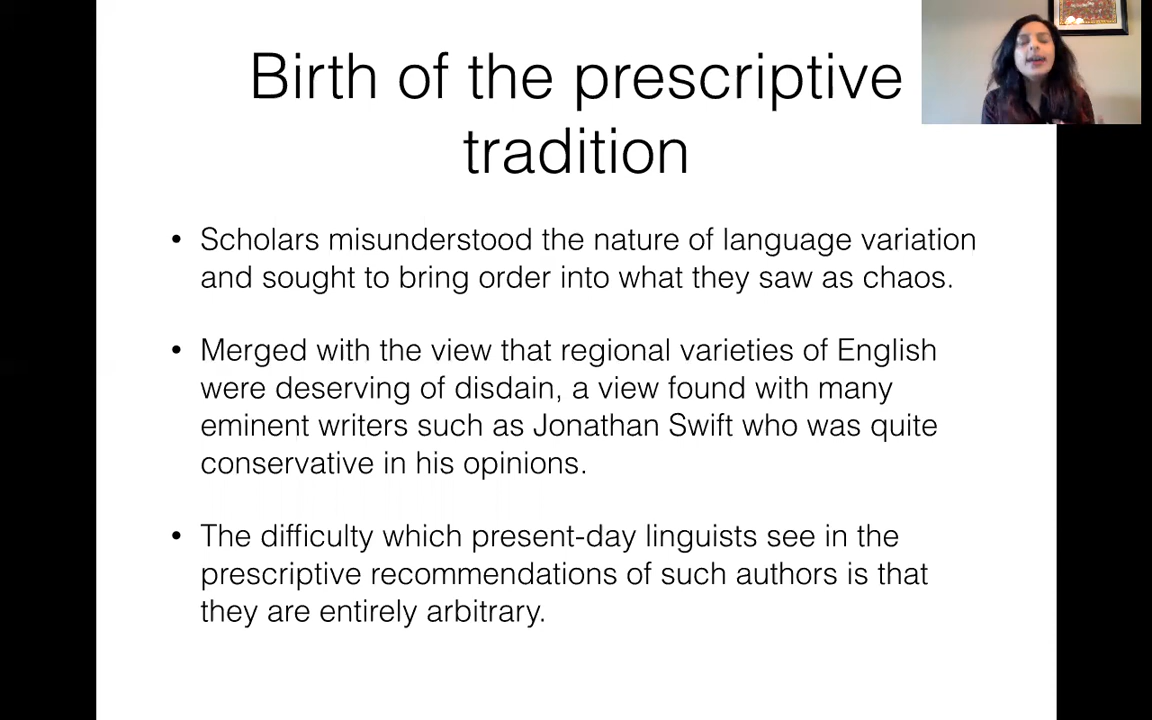 Birth of the prescriptive
tradition
• Scholars misunderstood the nature of language variation
and sought to bring order into what they saw as chaos.
• Merged with the view that regional varieties of English
were deserving of disdain, a view found with many
eminent writers such as Jonathan Swift who was quite
conservative in his opinions.
• The difficulty which present-day linguists see in the
prescriptive recommendations of such authors is that
they are entirely arbitrary.